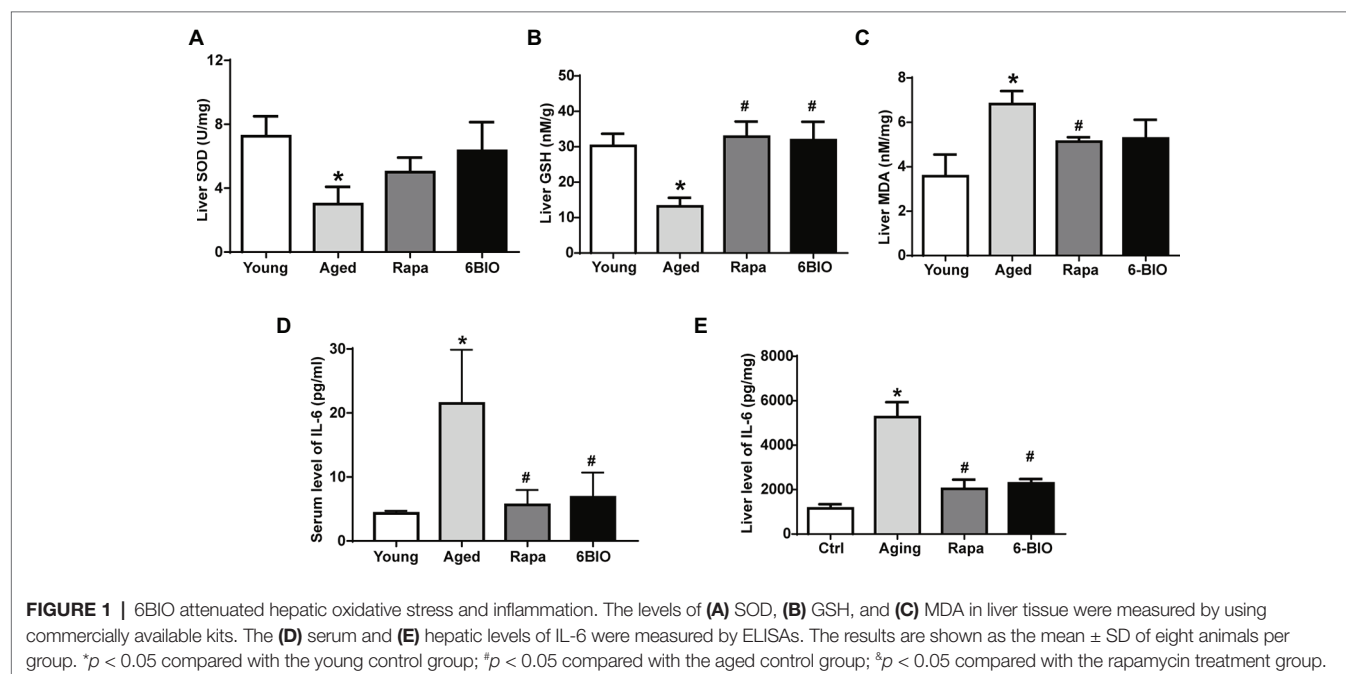 A
Liver SOD (U/mg)
12
8
4
0
*
Young Aged Rapa 6BIO
B
Liver GSH (nM/g)
50
40
30
20
10
0
*
#
#
Young Aged Rapa 6BIO
C
Liver MDA (nM/mg)
8
6
4
2
0
*
#
Young Aged Rapa 6-BIO
D
Serum level of IL-6 (pg/ml)
30
20
10
0
*
#
#
Young Aged Rapa 6BIO
E
Liver level of IL-6 (pg/mg)
8000
6000
4000
2000
0
*
#
#
Ctrl Aging Rapa 6-BIO
FIGURE 1 | 6BIO attenuated hepatic oxidative stress and inflammation. The levels of (A) SOD, (B) GSH, and (C) MDA in liver tissue were measured by using
commercially available kits. The (D) serum and (E) hepatic levels of IL-6 were measured by ELISAs. The results are shown as the mean ± SD of eight animals per
group. *p < 0.05 compared with the young control group; #p < 0.05 compared with the aged control group; &p < 0.05 compared with the rapamycin treatment group.